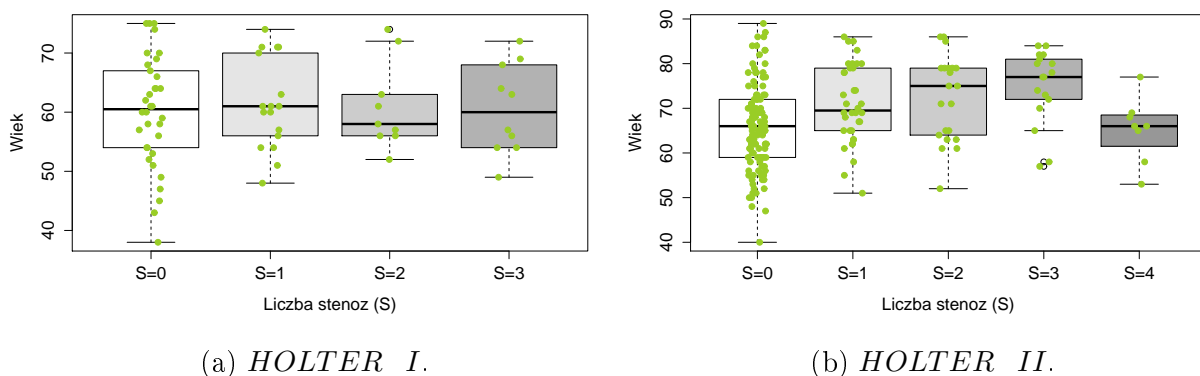 Wiek
70
60
50
40
S=0 S=1 S=2 S=3
Liczba stenoz (S)
(a) HOLTER I.
Wiek
90
80
70
60
50
40
S=0 S=1 S=2 S=3 S=4
Liczba stenoz (S)
(b) HOLTER II.